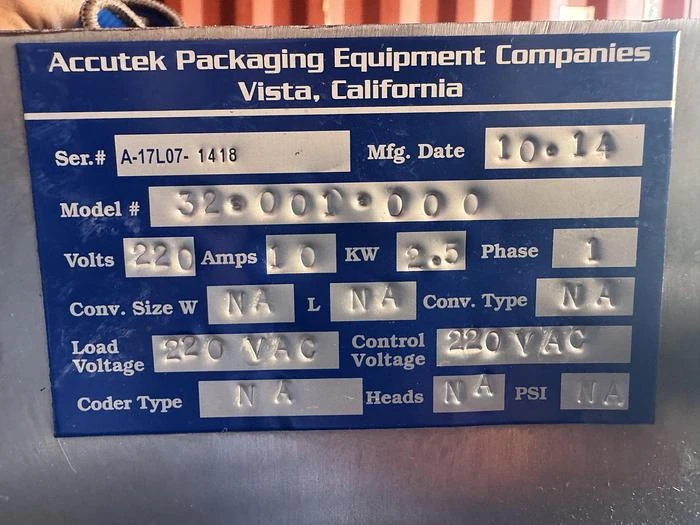 Accutek Packaging Equipment Companies
Vista, California
Ser.# A-17L07- 1418 Mfg. Date 10.14
Model # 32.001.000
Volts 220 Amps 10 KW 2.5 Phase 1
Conv. Size W NA L NA Conv. Type NA
Load Voltage 220 VAC Control Voltage 220VAC
Coder Type NA Heads NA PSI NA